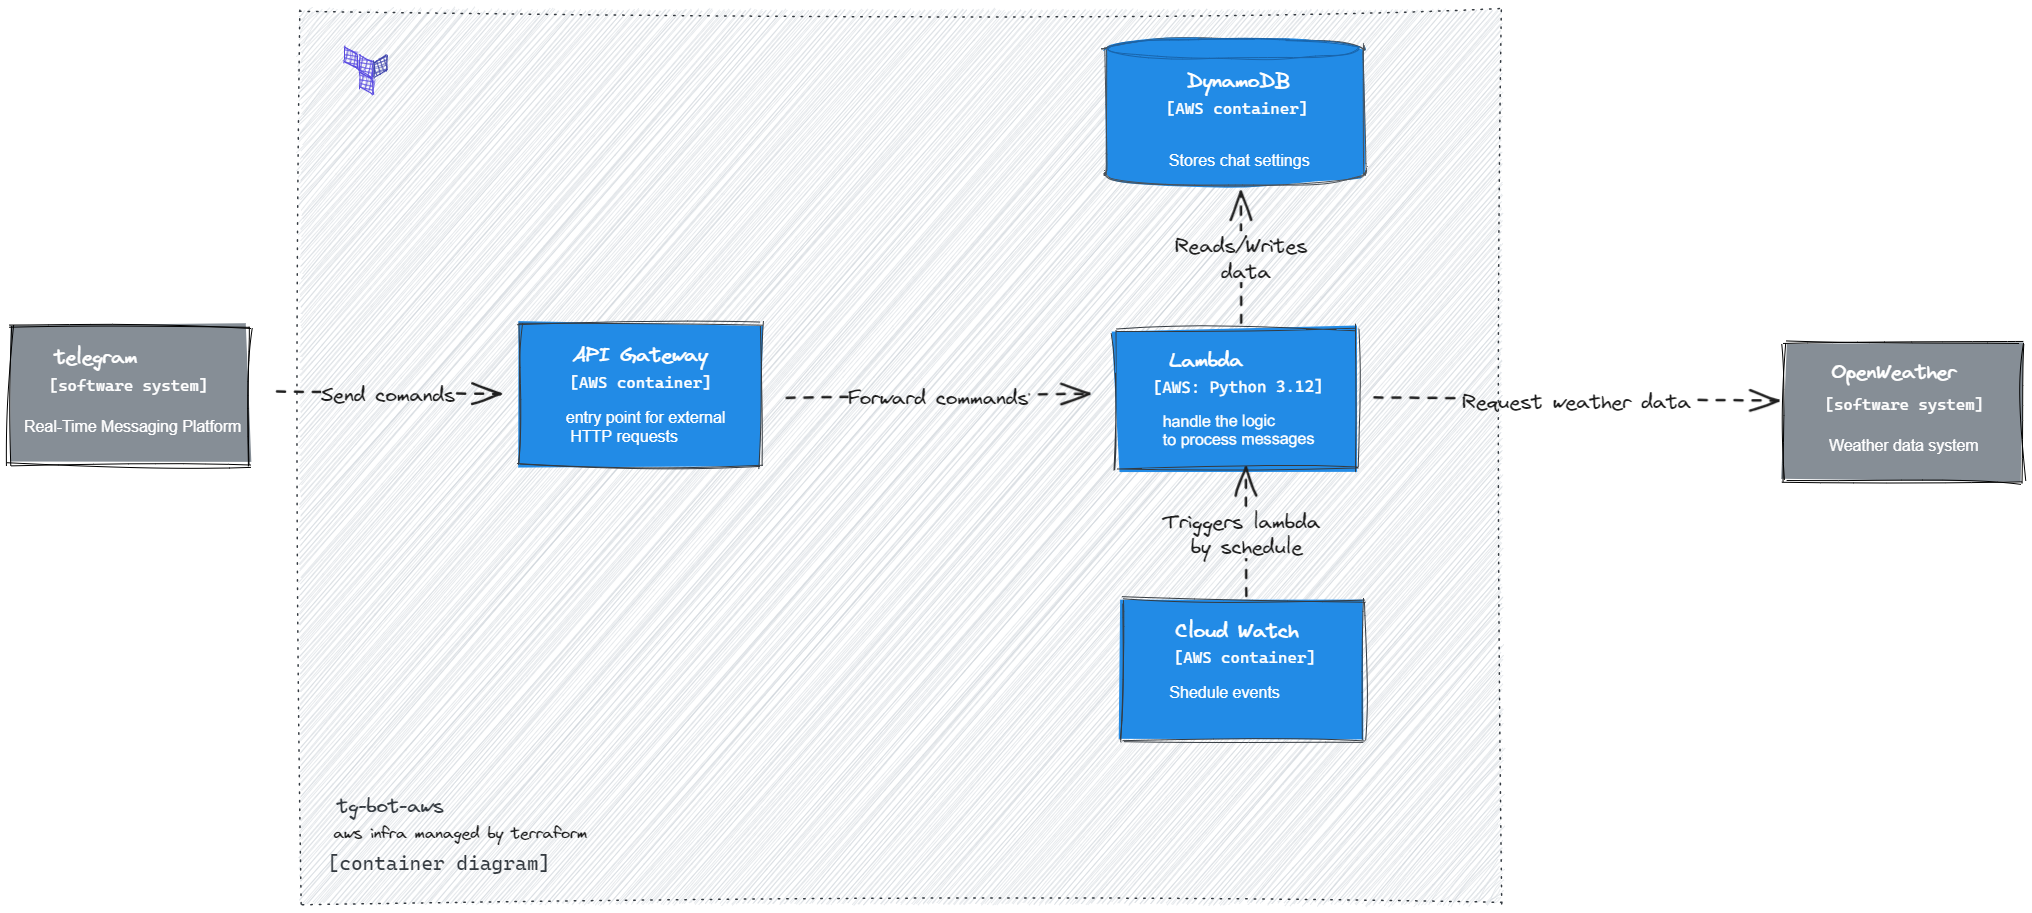 DynamoDB
[AWS container]
Stores chat settings
Reads/Writes
data
telegram
[software system]
Real-Time Messaging Platform
Send comands
API Gateway
[AWS container]
entry point for external
HTTP requests
Forward commands
Lambda
[AWS: Python 3.12]
handle the logic
to process messages
Request weather data
OpenWeather
[software system]
Weather data system
Triggers lambda
by schedule
Cloud Watch
[AWS container]
Shedule events
tg-bot-aws
aws infra managed by terraform
[container diagram]